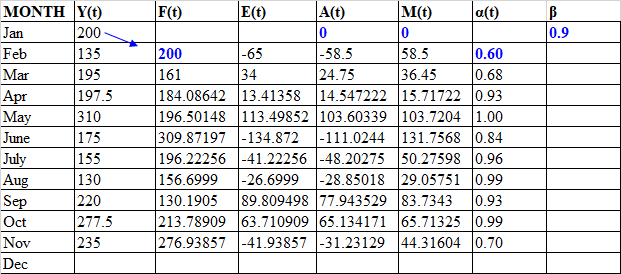 MONTH Y(t) F(t) E(t) A(t) M(t) α(t) β
Jan 200 0 0 0.9
Feb 135 200 -65 -58.5 58.5 0.60
Mar 195 161 34 24.75 36.45 0.68
Apr 197.5 184.08642 13.41358 14.547222 15.71722 0.93
May 310 196.50148 113.49852 103.60339 103.7204 1.00
June 175 309.87197 -134.872 -111.0244 131.7568 0.84
July 155 196.22256 -41.22256 -48.20275 50.27598 0.96
Aug 130 156.6999 -26.6999 -28.85018 29.05751 0.99
Sep 220 130.1905 89.809498 77.943529 83.7343 0.93
Oct 277.5 213.78909 63.710909 65.134171 65.71325 0.99
Nov 235 276.93857 -41.93857 -31.23129 44.31604 0.70
Dec